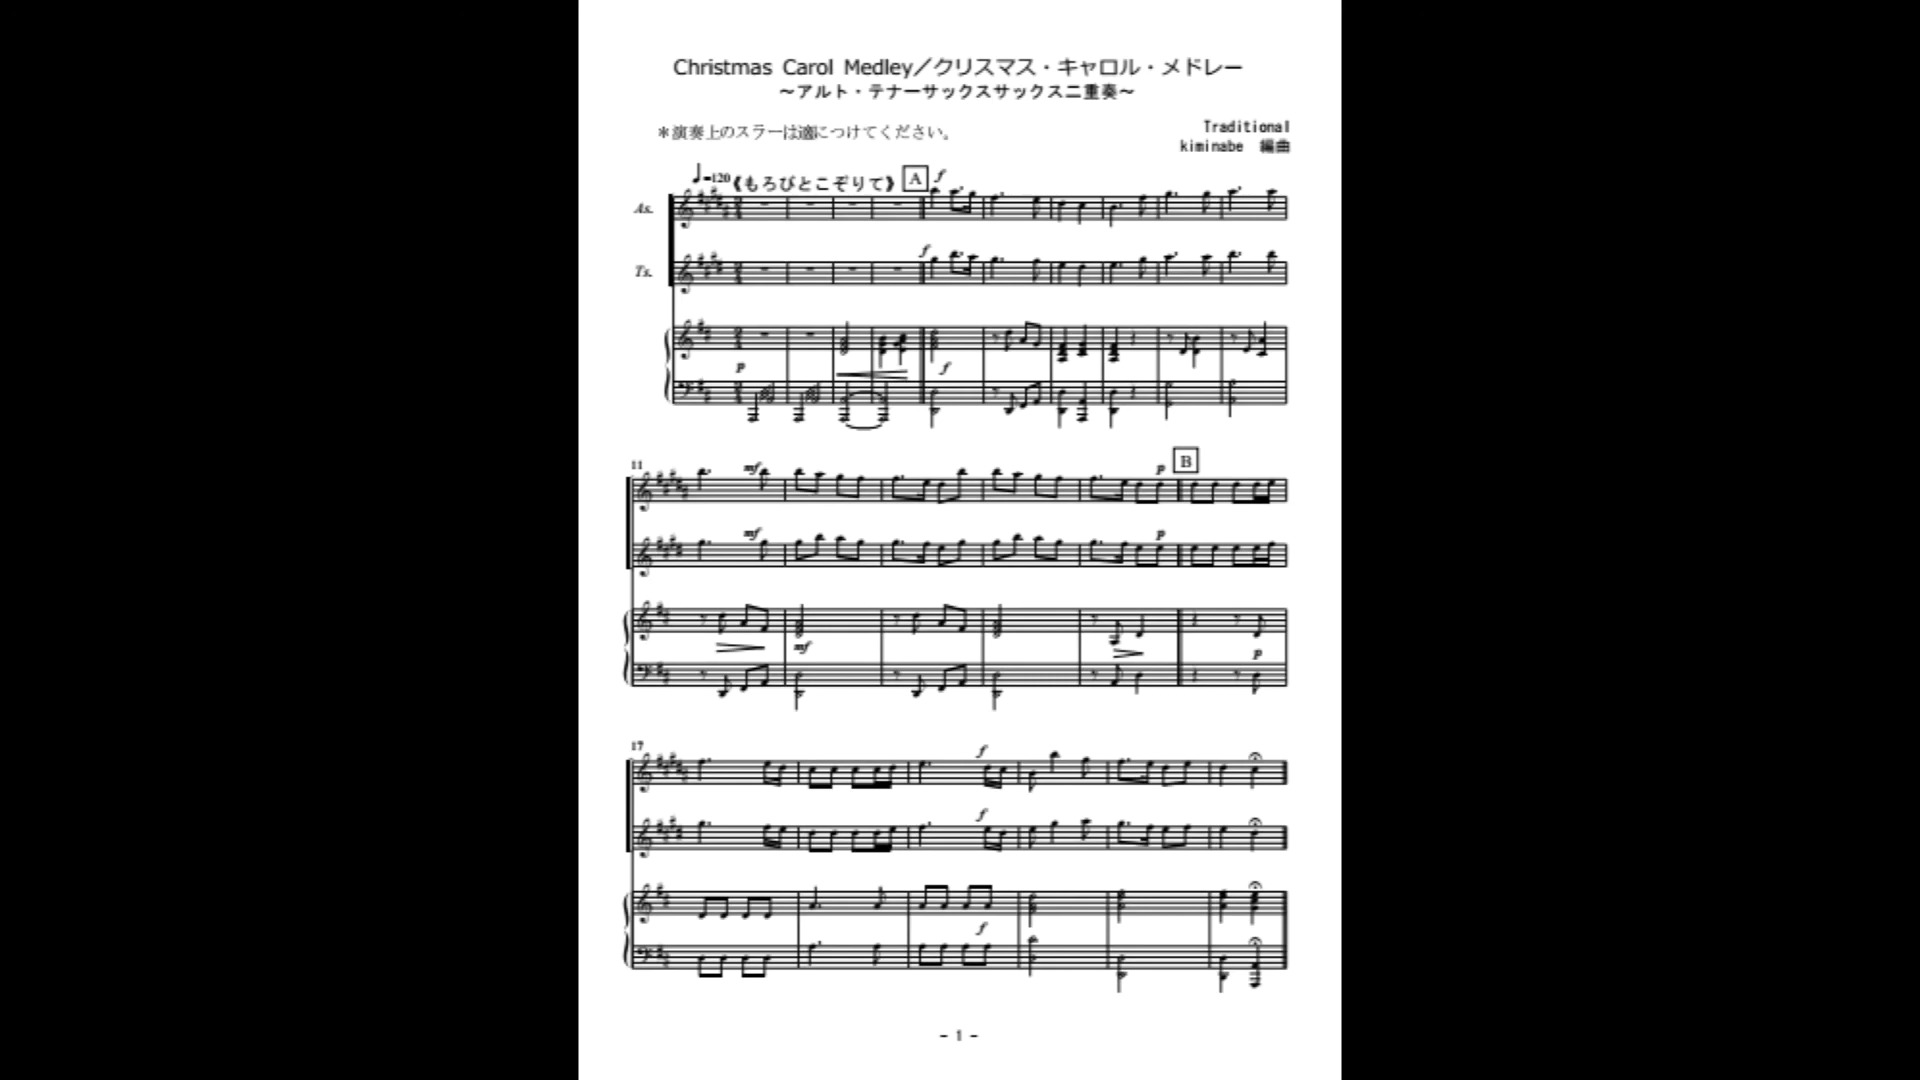 Christmas Carol Medley／クリスマス・キャロル・メドレー
～アルト・テナーサックスサックス二重奏～
＊演奏上のスラーは適につけてください。
Traditional
kiminabe 編曲
♩=120 《もろびとこぞりて》 A f
As.
f
Ts.
p f
11 mf p B
mf p
mf p
17 f
f
f
- 1 -